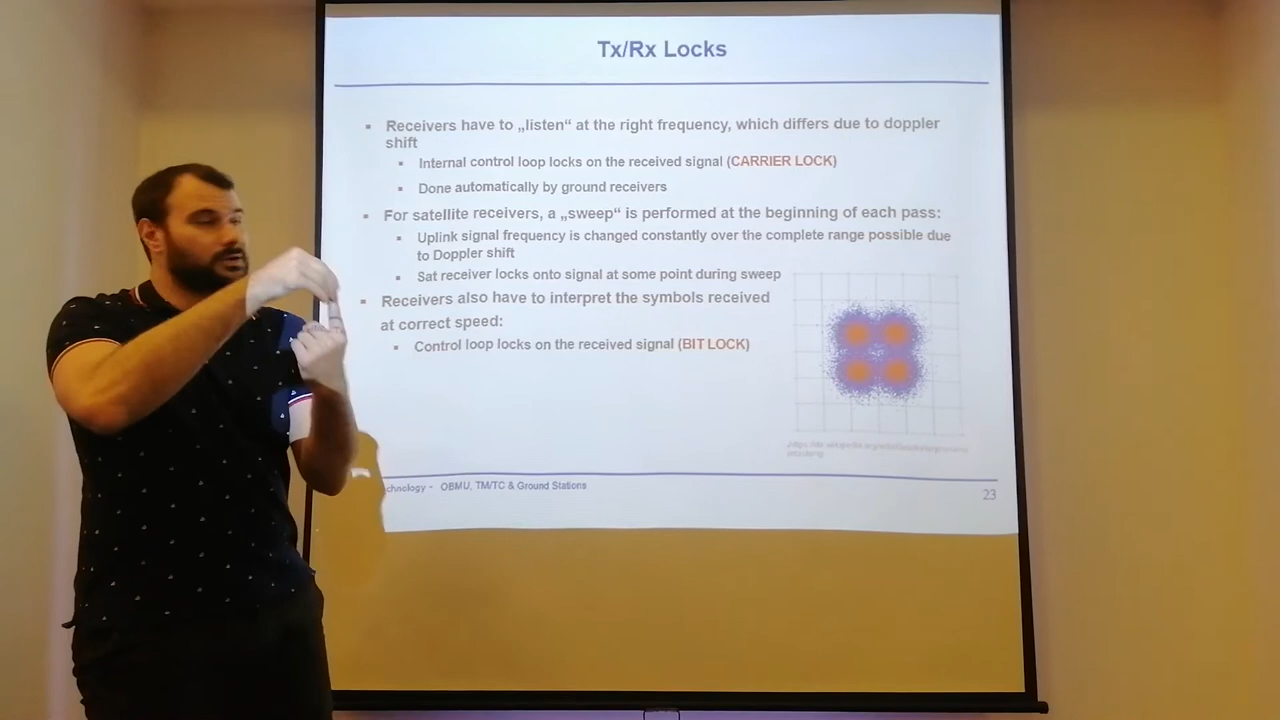 Tx/Rx Locks
Receivers have to „listen“ at the right frequency, which differs due to doppler
shift
Internal control loop locks on the received signal (CARRIER LOCK)
Done automatically by ground receivers
For satellite receivers, a „sweep“ is performed at the beginning of each pass:
Uplink signal frequency is changed constantly over the complete range possible due
to Doppler shift
Sat receiver locks onto signal at some point during sweep
Receivers also have to interpret the symbols received
at correct speed:
Control loop locks on the received signal (BIT LOCK)
chnology - OBMU, TM/TC & Ground Stations
23